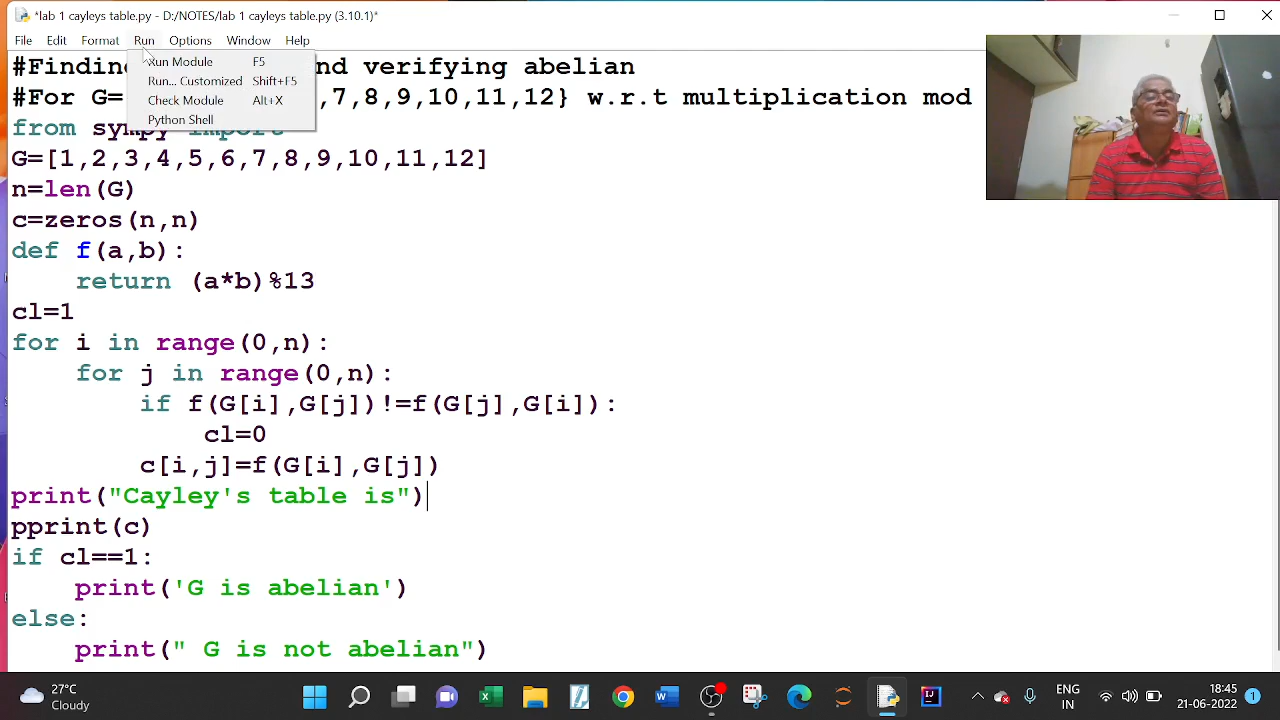 *lab 1 cayleys table.py - D:/NOTES/lab 1 cayleys table.py (3.10.1)*
File Edit Format Run Options Window Help
Run Module F5
Run... Customized Shift+F5
Check Module Alt+X
Python Shell
#Finding nd verifying abelian
#For G= ,7,8,9,10,11,12} w.r.t multiplication mod
from sympy import
G=[1,2,3,4,5,6,7,8,9,10,11,12]
n=len(G)
c=zeros(n,n)
def f(a,b):
return (a*b)%13
cl=1
for i in range(0,n):
for j in range(0,n):
if f(G[i],G[j])!=f(G[j],G[i]):
cl=0
c[i,j]=f(G[i],G[j])
print("Cayley's table is")
pprint(c)
if cl==1:
print('G is abelian')
else:
print(" G is not abelian")
27°C
Cloudy
ENG
IN
18:45
21-06-2022
1